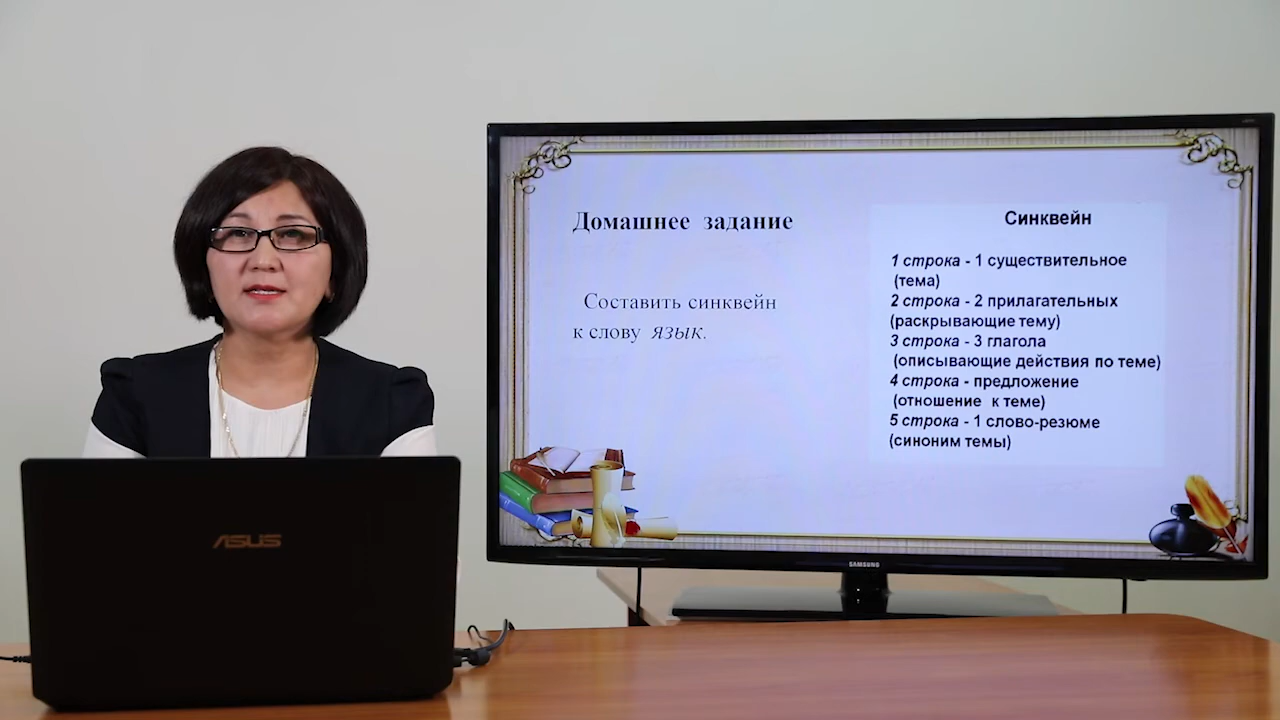 Домашнее задание
Составить синквейн
к слову язык.
Синквейн
1 строка - 1 существительное
(тема)
2 строка - 2 прилагательных
(раскрывающие тему)
3 строка - 3 глагола
(описывающие действия по теме)
4 строка - предложение
(отношение к теме)
5 строка - 1 слово-резюме
(синоним темы)
SAMSUNG
ASUS